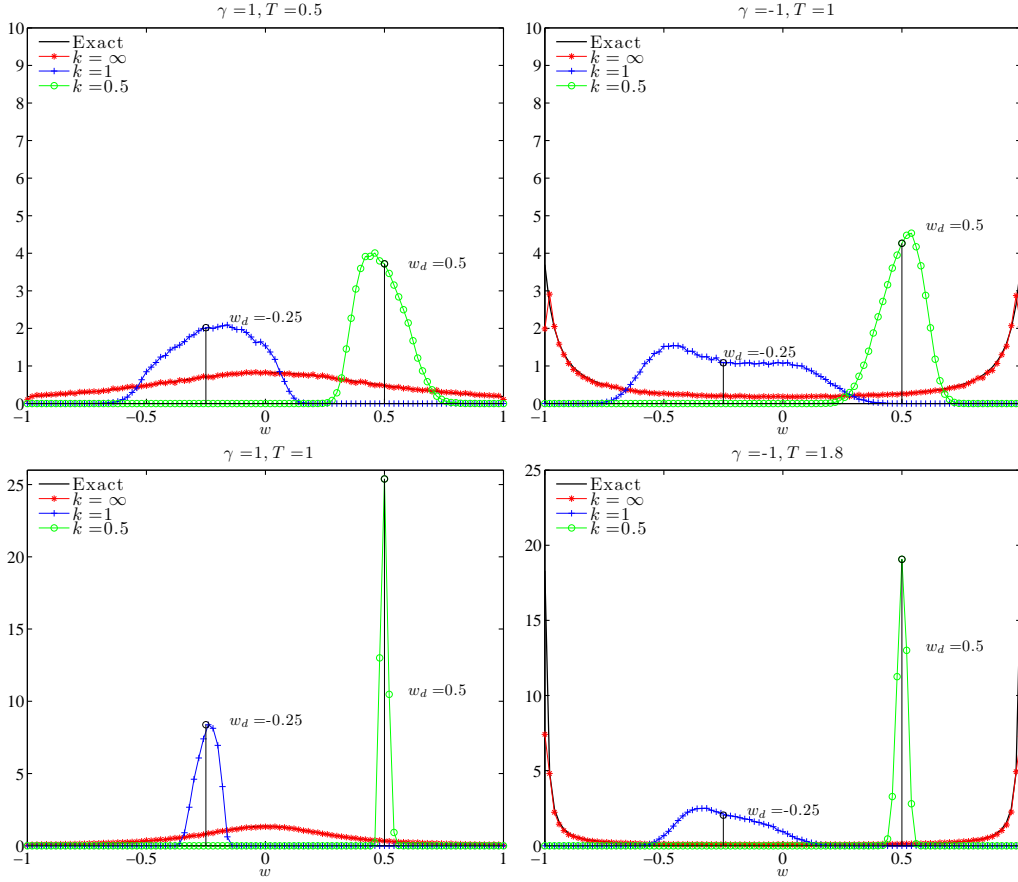 γ =1, T =0.5
10
9
8
7
6
5
4
3
2
1
0
Exact
k = ∞
k =1
k =0.5
w_d =-0.25
w_d =0.5
−1 −0.5 0 0.5 1
w
γ =-1, T =1
10
9
8
7
6
5
4
3
2
1
0
Exact
k = ∞
k =1
k =0.5
w_d =-0.25
w_d =0.5
−1 −0.5 0 0.5
w
γ =1, T =1
25
20
15
10
5
0
Exact
k = ∞
k =1
k =0.5
w_d =0.5
w_d =-0.25
−1 −0.5 0 0.5 1
w
γ =-1, T =1.8
25
20
15
10
5
0
Exact
k = ∞
k =1
k =0.5
w_d =0.5
w_d =-0.25
−1 −0.5 0 0.5
w